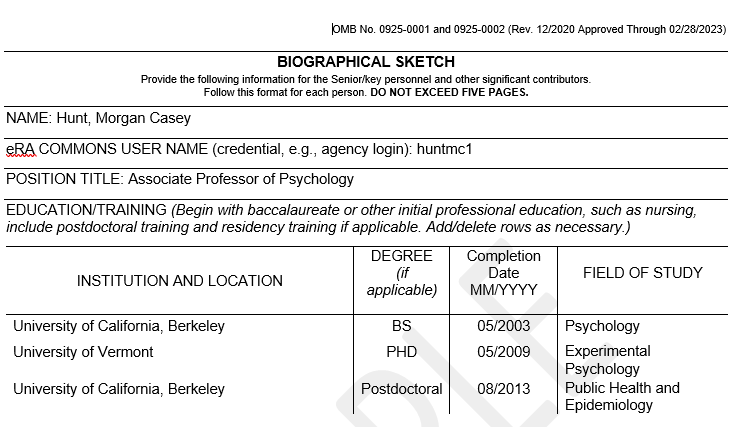 OMB No. 0925-0001 and 0925-0002 (Rev. 12/2020 Approved Through 02/28/2023)
BIOGRAPHICAL SKETCH
Provide the following information for the Senior/key personnel and other significant contributors.
Follow this format for each person. DO NOT EXCEED FIVE PAGES.
NAME: Hunt, Morgan Casey
eRA COMMONS USER NAME (credential, e.g., agency login): huntmc1
POSITION TITLE: Associate Professor of Psychology
EDUCATION/TRAINING (Begin with baccalaureate or other initial professional education, such as nursing,
include postdoctoral training and residency training if applicable. Add/delete rows as necessary.)
INSTITUTION AND LOCATION
DEGREE
(if
applicable)
Completion
Date
MM/YYYY
FIELD OF STUDY
University of California, Berkeley BS 05/2003 Psychology
University of Vermont PHD 05/2009 Experimental
Psychology
University of California, Berkeley Postdoctoral 08/2013 Public Health and
Epidemiology